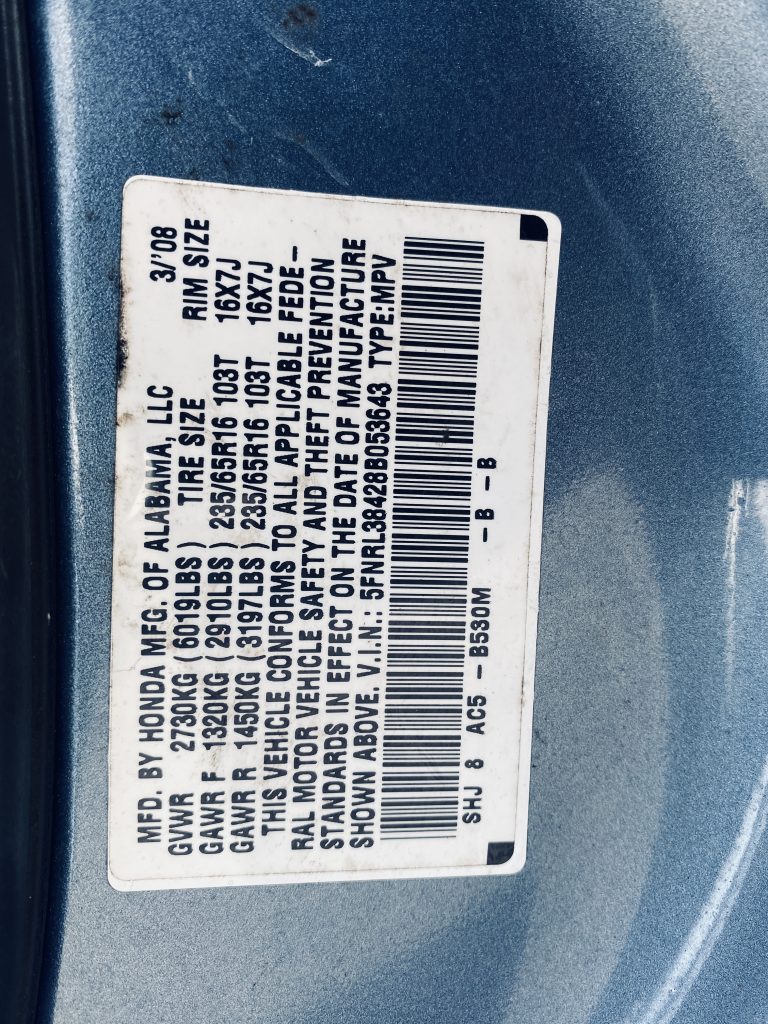 MFD. BY HONDA MFG. OF ALABAMA, LLC 3/'08
GVWR 2730KG (6019LBS) TIRE SIZE RIM SIZE
GAWR F 1320KG (2910LBS) 235/65R16 103T 16X7J
GAWR R 1450KG (3197LBS) 235/65R16 103T 16X7J
THIS VEHICLE CONFORMS TO ALL APPLICABLE FEDE-
RAL MOTOR VEHICLE SAFETY AND THEFT PREVENTION
STANDARDS IN EFFECT ON THE DATE OF MANUFACTURE
SHOWN ABOVE. V.I.N.: 5FNRL38428B053643 TYPE:MPV
SHJ 8 AC5 -B530M -B -B